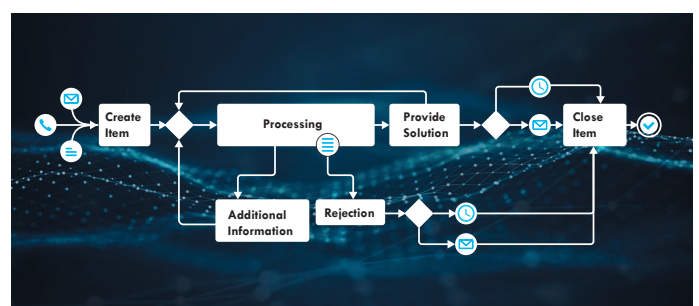 Create
Item
Processing
Provide
Solution
Close
Item
Additional
Information
Rejection